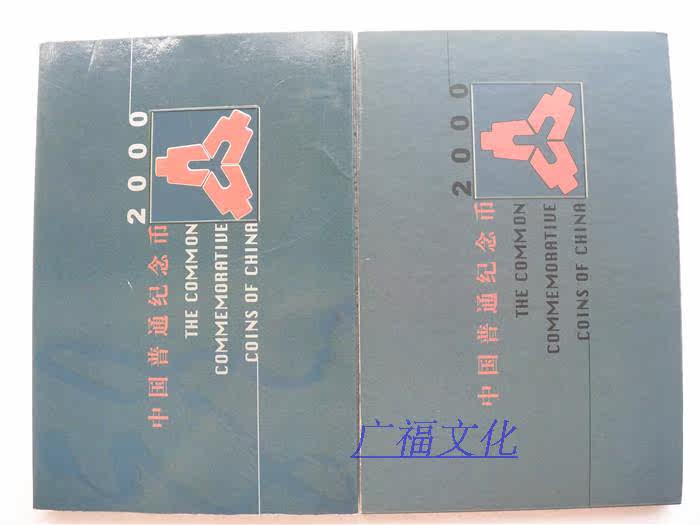 2000
中国普通纪念币
THE COMMON
COMMEMORATIVE
COINS OF CHINA
2000
中国普通纪念币
THE COMMON
COMMEMORATIVE
COINS OF CHINA
广福文化